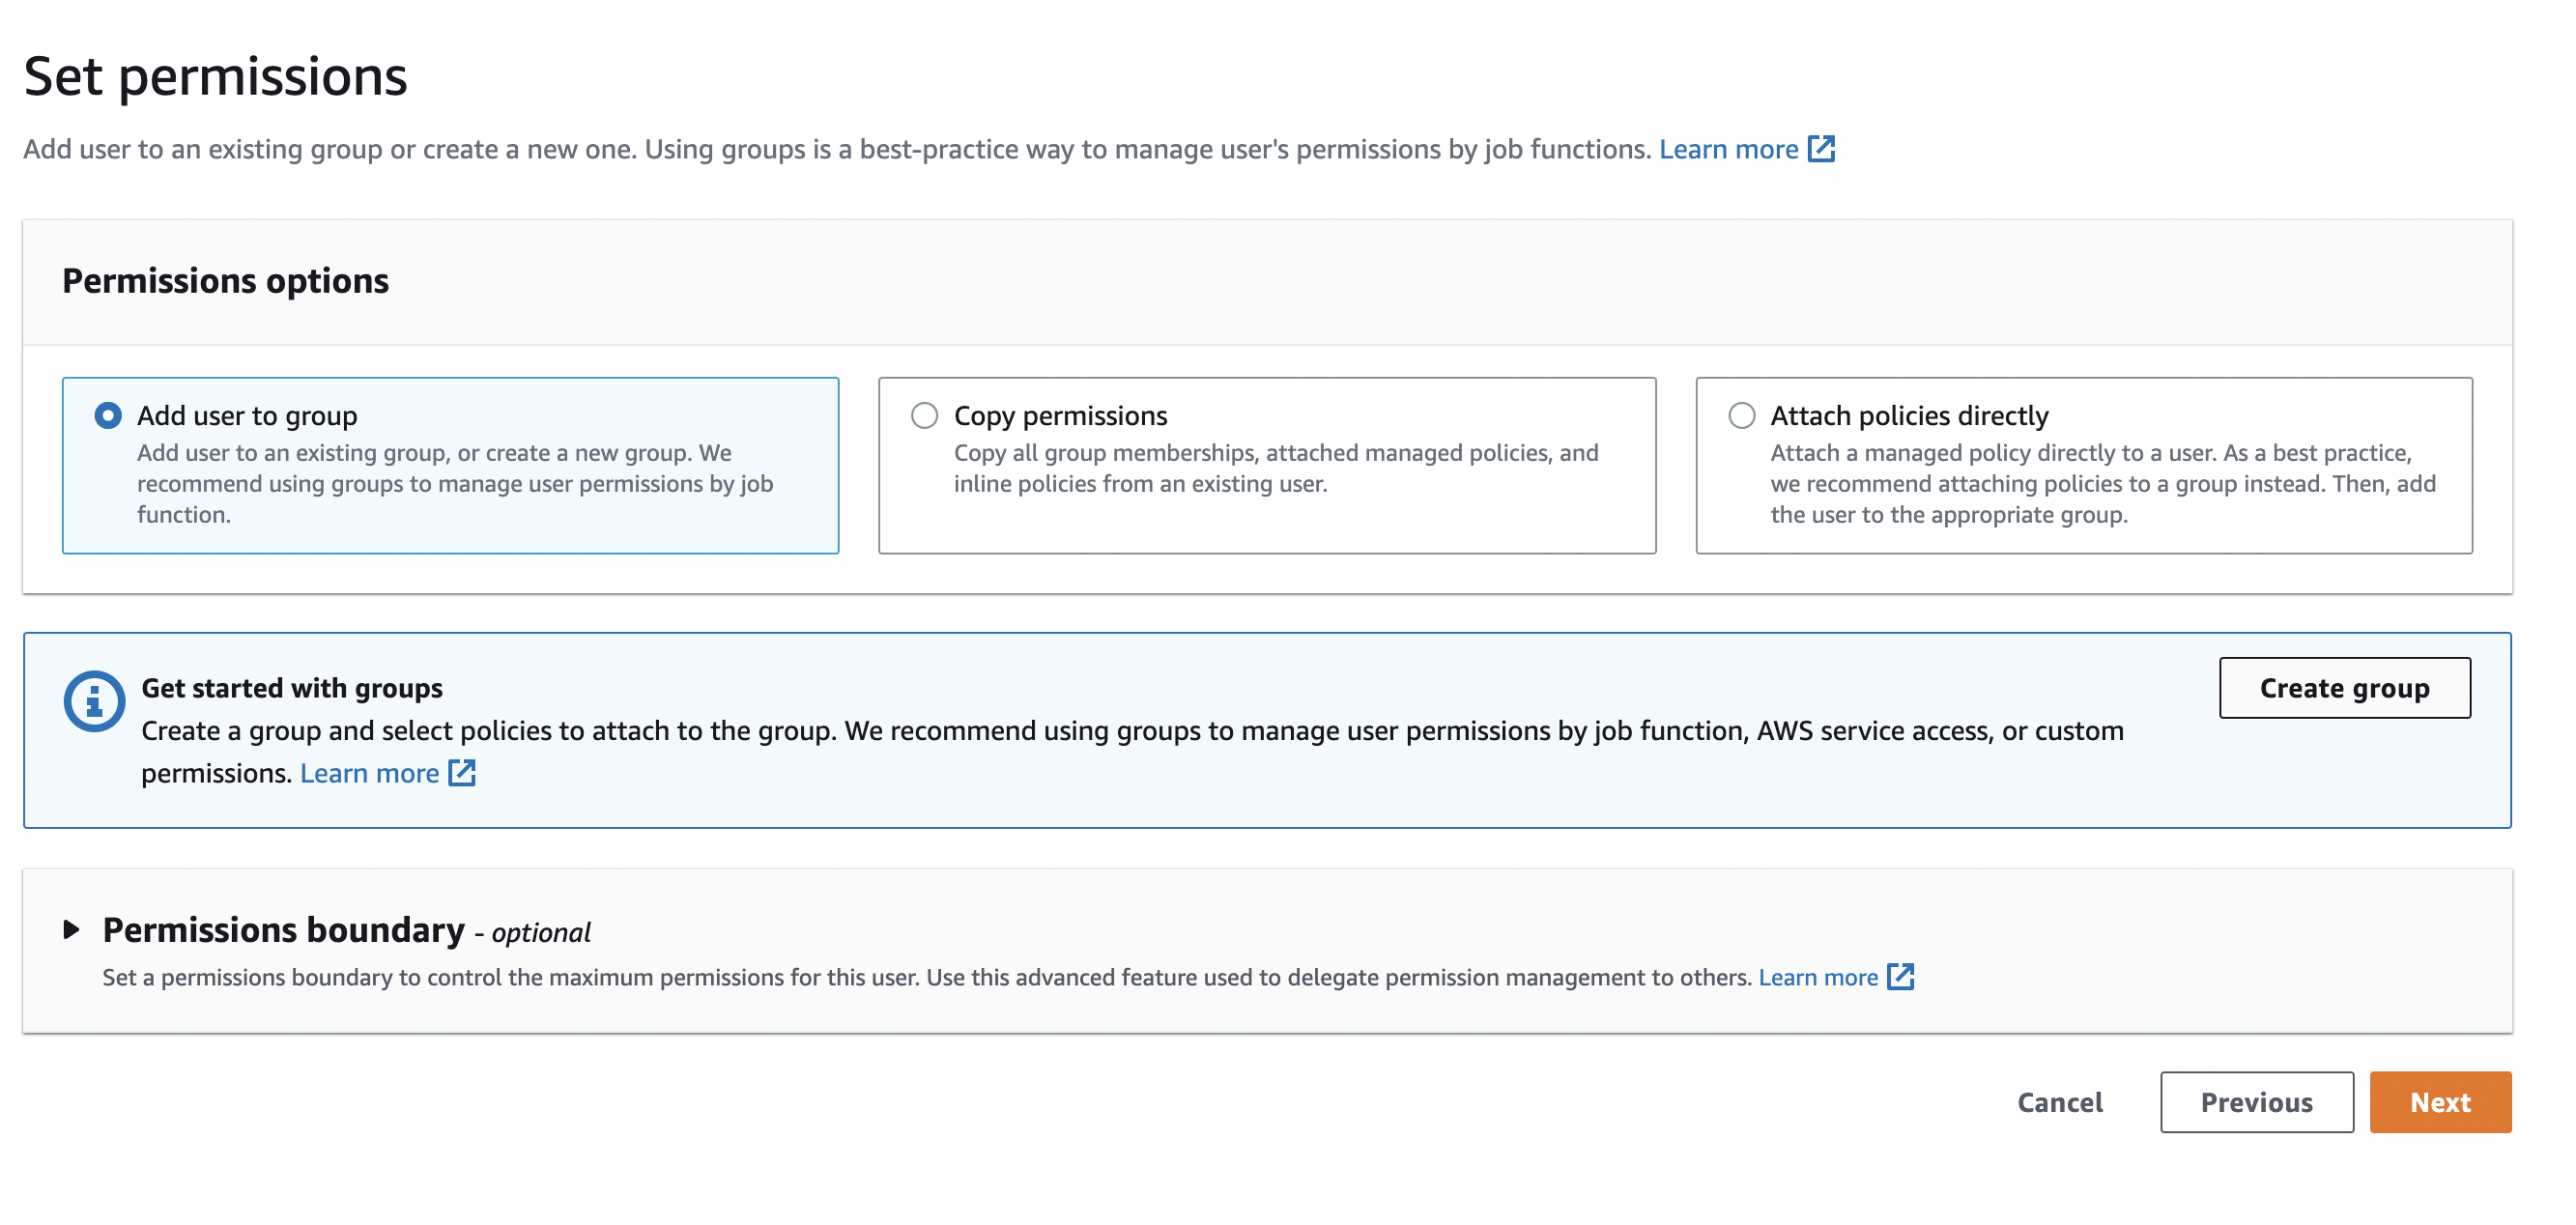 Set permissions
Add user to an existing group or create a new one. Using groups is a best-practice way to manage user's permissions by job functions. Learn more
Permissions options
Add user to group
Add user to an existing group, or create a new group. We
recommend using groups to manage user permissions by job
function.
Copy permissions
Copy all group memberships, attached managed policies, and
inline policies from an existing user.
Attach policies directly
Attach a managed policy directly to a user. As a best practice,
we recommend attaching policies to a group instead. Then, add
the user to the appropriate group.
Get started with groups
Create a group and select policies to attach to the group. We recommend using groups to manage user permissions by job function, AWS service access, or custom
permissions. Learn more
Create group
Permissions boundary - optional
Set a permissions boundary to control the maximum permissions for this user. Use this advanced feature used to delegate permission management to others. Learn more
Cancel
Previous
Next